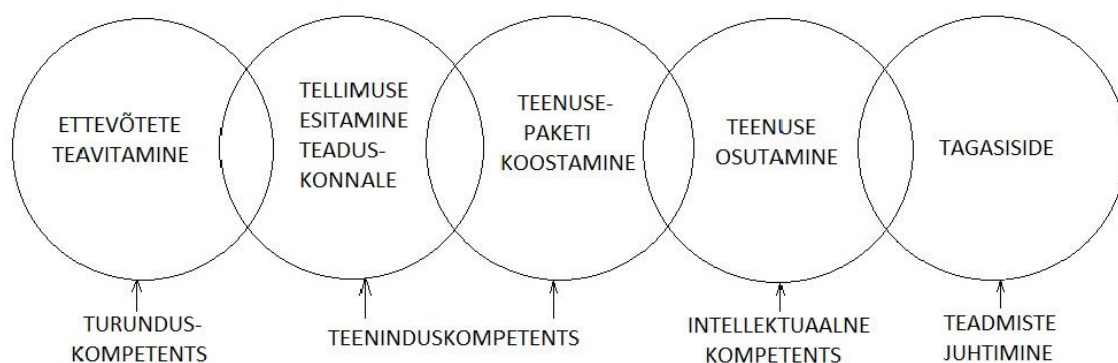 ETTEVÕTETE
TEAVITAMINE
TELLIMUSE
ESITAMINE
TEADUS-
KONNALE
TEENUSE-
PAKETI
KOOSTAMINE
TEENUSE
OSUTAMINE
TAGASISIDE
TURUNDUS-
KOMPETENTS
TEENINDUSKOMPETENTS
INTELLEKTUAALNE
KOMPETENTS
TEADMISTE
JUHTIMINE